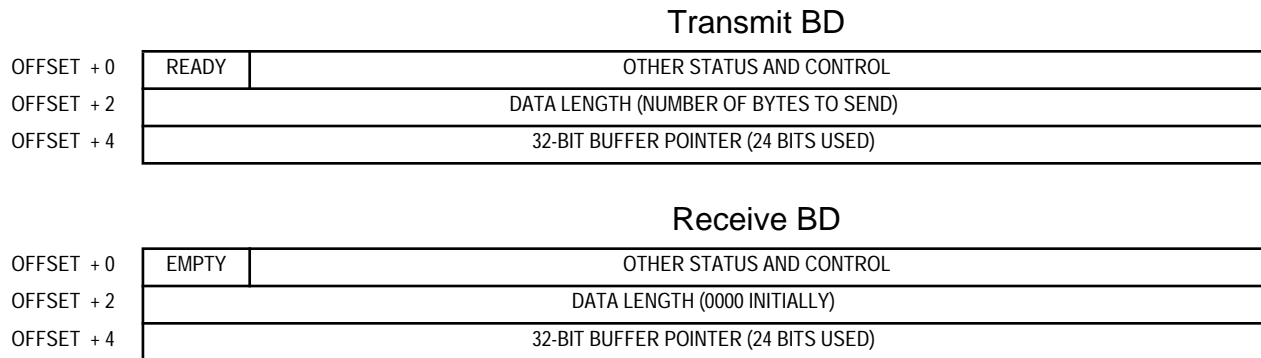 Transmit BD
OFFSET + 0 READY OTHER STATUS AND CONTROL
OFFSET + 2 DATA LENGTH (NUMBER OF BYTES TO SEND)
OFFSET + 4 32-BIT BUFFER POINTER (24 BITS USED)
Receive BD
OFFSET + 0 EMPTY OTHER STATUS AND CONTROL
OFFSET + 2 DATA LENGTH (0000 INITIALLY)
OFFSET + 4 32-BIT BUFFER POINTER (24 BITS USED)